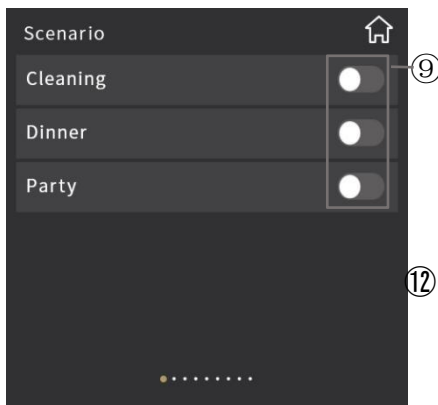 Scenario
⑨
Cleaning
Dinner
Party
⑫